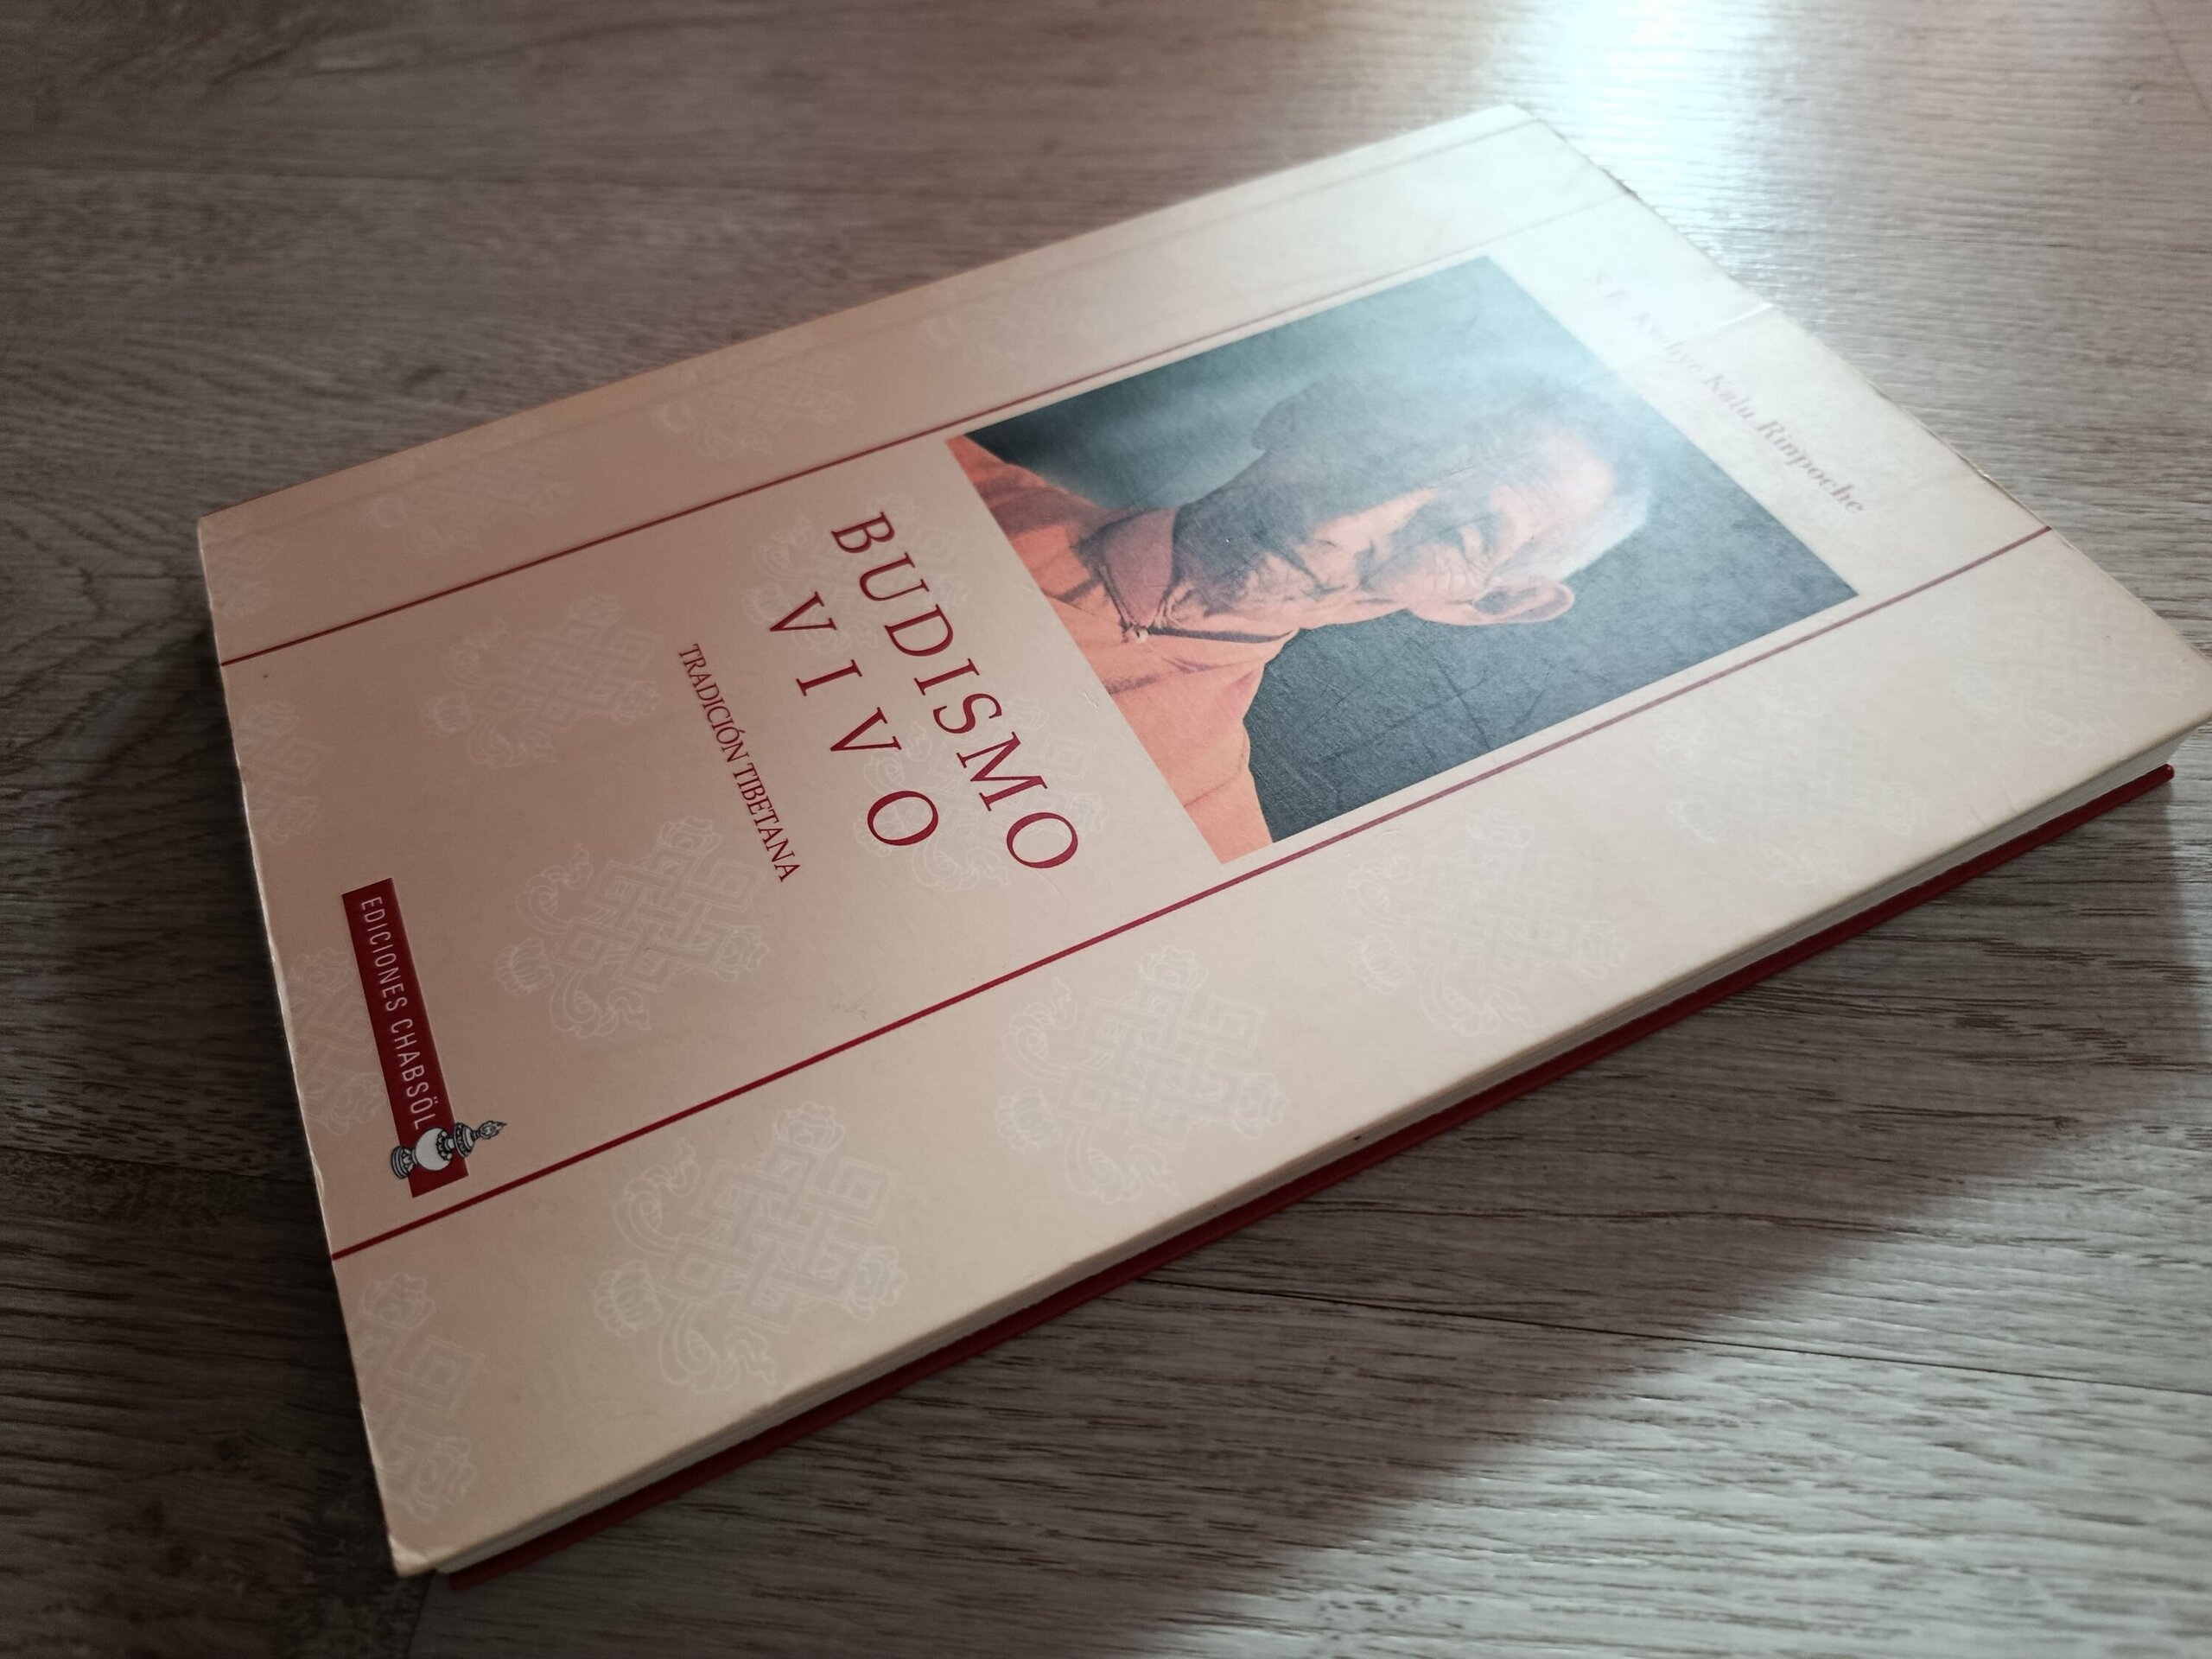 Kyabye Kalu Rinpoche
BUDISMO
VIVO
TRADICIÓN TIBETANA
EDICIONES CHABSÖL